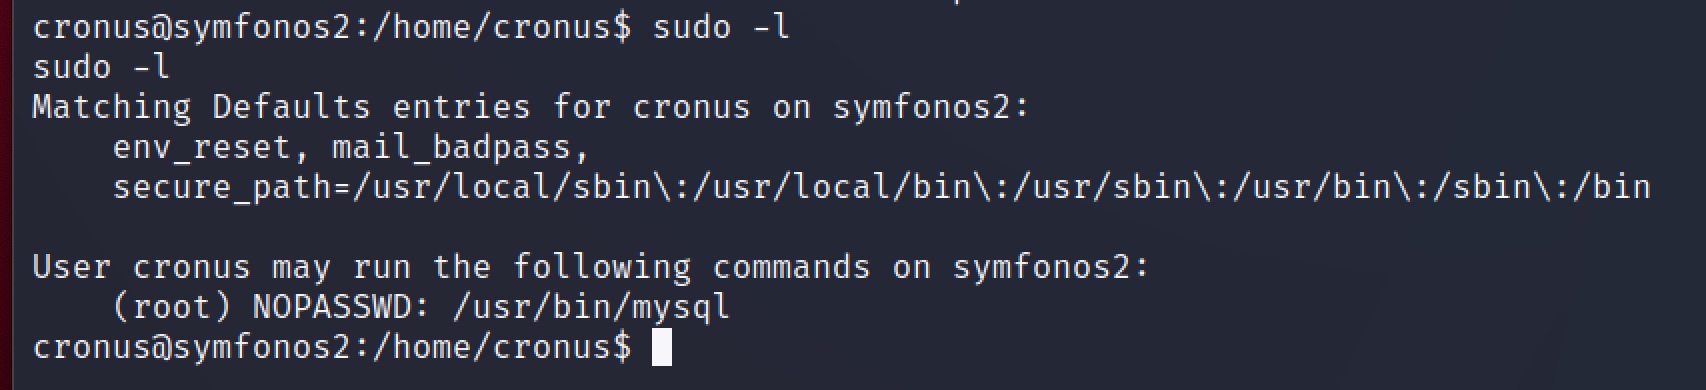 cronus@symfonos2:/home/cronus$ sudo -l
sudo -l
Matching Defaults entries for cronus on symfonos2:
    env_reset, mail_badpass,
    secure_path=/usr/local/sbin\:/usr/local/bin\:/usr/sbin\:/usr/bin\:/sbin\:/bin

User cronus may run the following commands on symfonos2:
    (root) NOPASSWD: /usr/bin/mysql
cronus@symfonos2:/home/cronus$